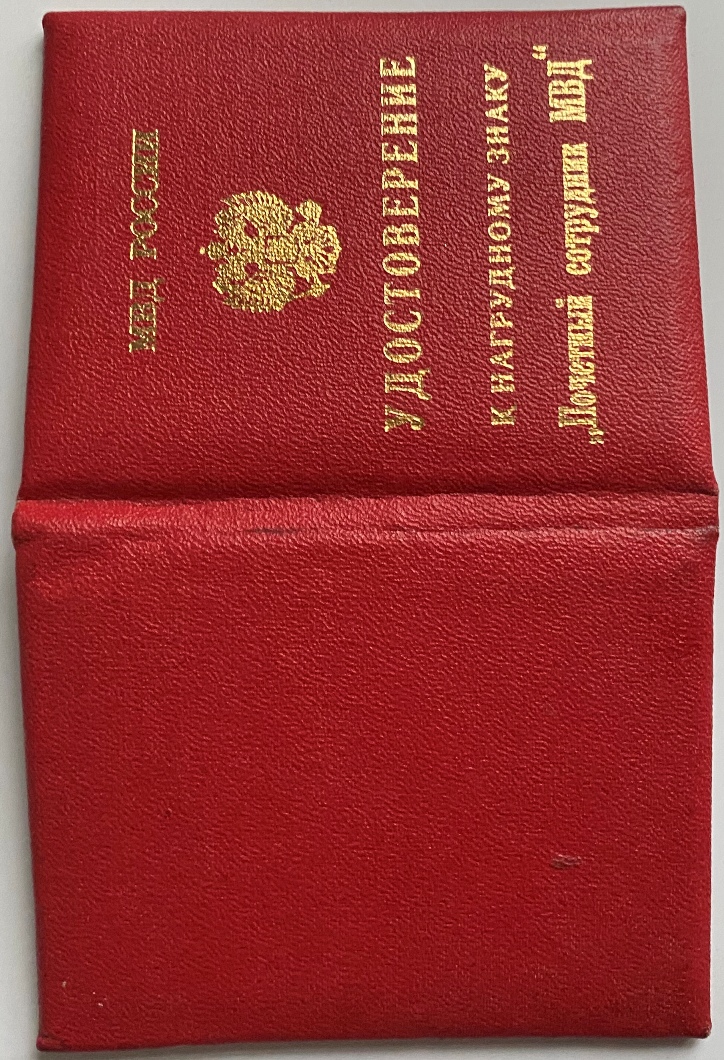 МВД РОССИИ
УДОСТОВЕРЕНИЕ
К НАГРУДНОМУ ЗНАКУ
„Почетный сотрудник МВД“